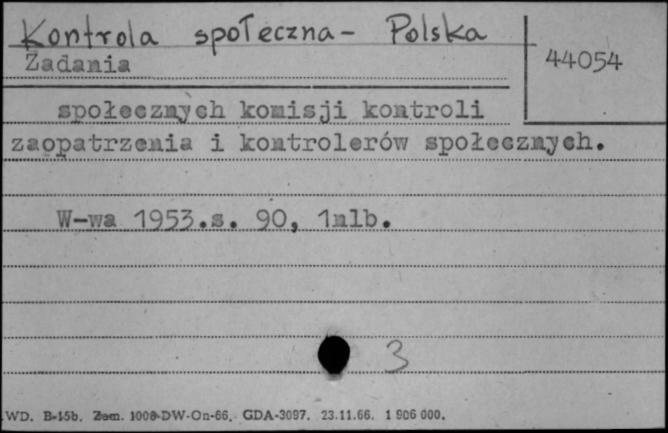 Kontrola społeczna - Polska
Zadania
44054
społecznych komisji kontroli
zaopatrzenia i kontrolerów społecznych.
W-wa 1953.s. 90, 1nlb.
3
WD. B-15b. Zam. 1008-DW-On-66. GDA-3097. 23.11.66. 1 906 000.